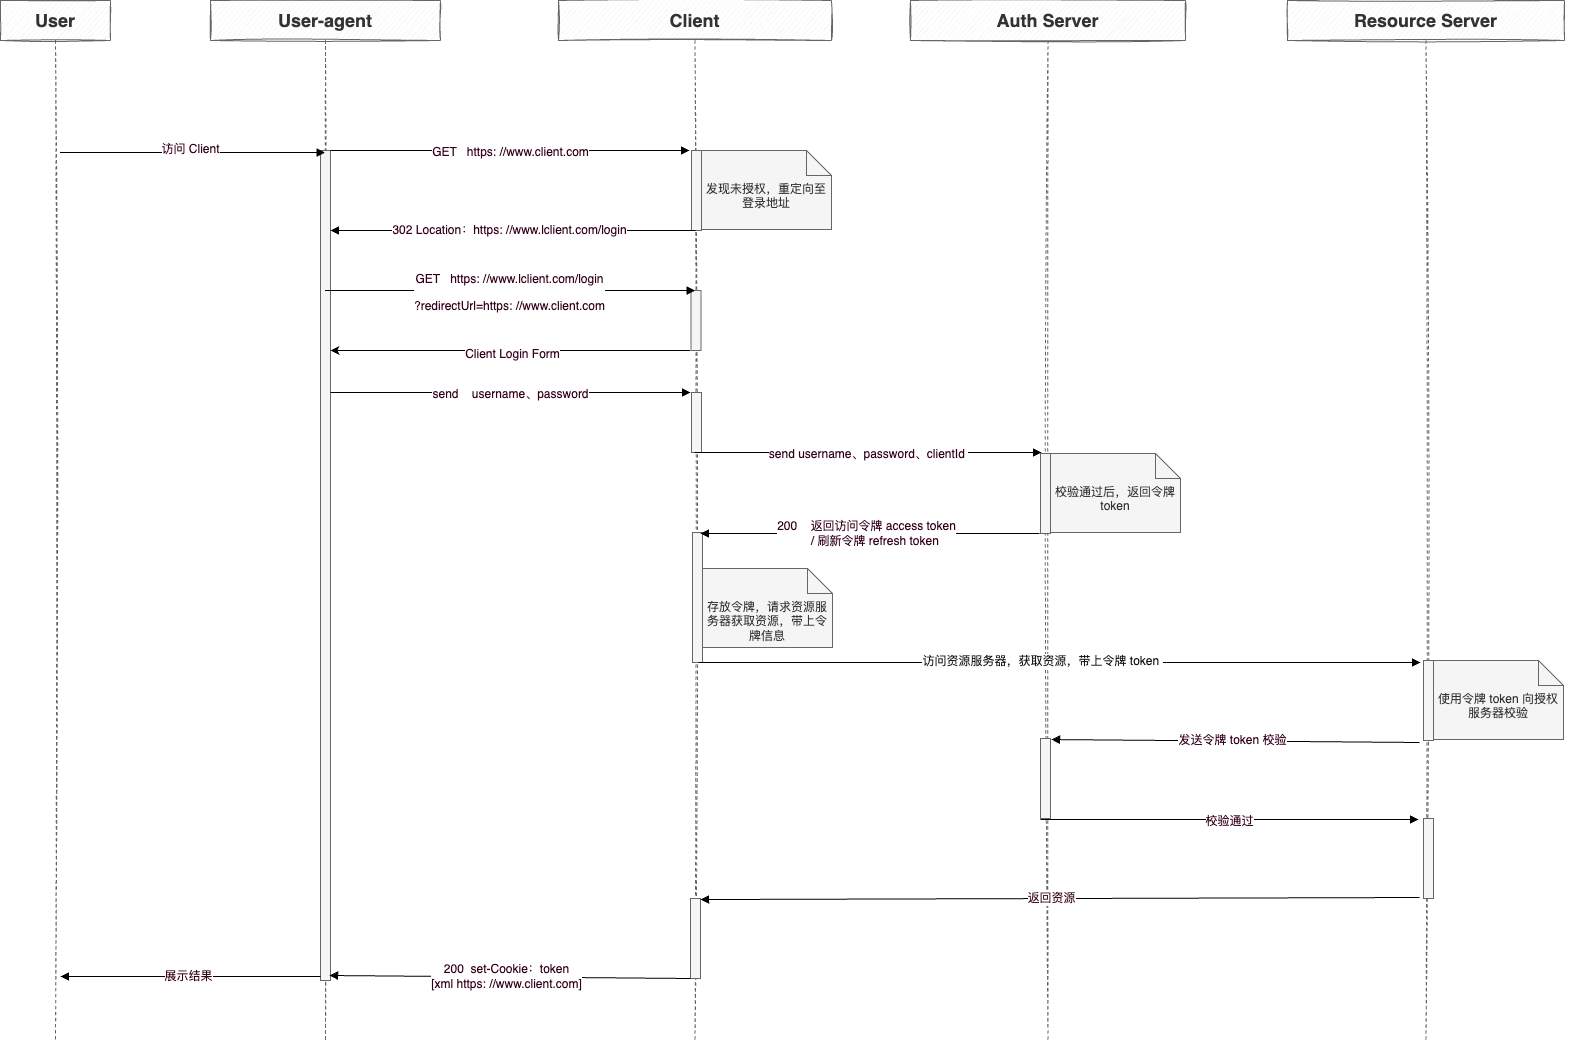 User
User-agent
Client
Auth Server
Resource Server
访问 Client
GET https: //www.client.com
发现未授权，重定向至
登录地址
302 Location：https: //www.lclient.com/login
GET https: //www.lclient.com/login
?redirectUrl=https: //www.client.com
Client Login Form
send username、password
send username、password、clientId
校验通过后，返回令牌
token
200 返回访问令牌 access token
/ 刷新令牌 refresh token
存放令牌，请求资源服
务器获取资源，带上令
牌信息
访问资源服务器，获取资源，带上令牌 token
使用令牌 token 向授权
服务器校验
发送令牌 token 校验
校验通过
返回资源
200 set-Cookie：token
[xml https: //www.client.com]
展示结果